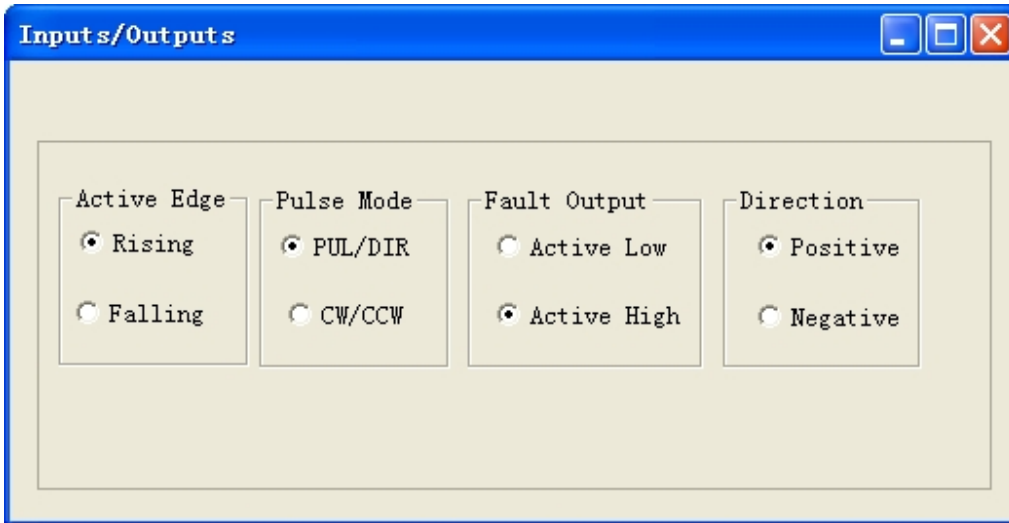 Inputs/Outputs
Active Edge
Rising
Falling
Pulse Mode
PUL/DIR
CW/CCW
Fault Output
Active Low
Active High
Direction
Positive
Negative